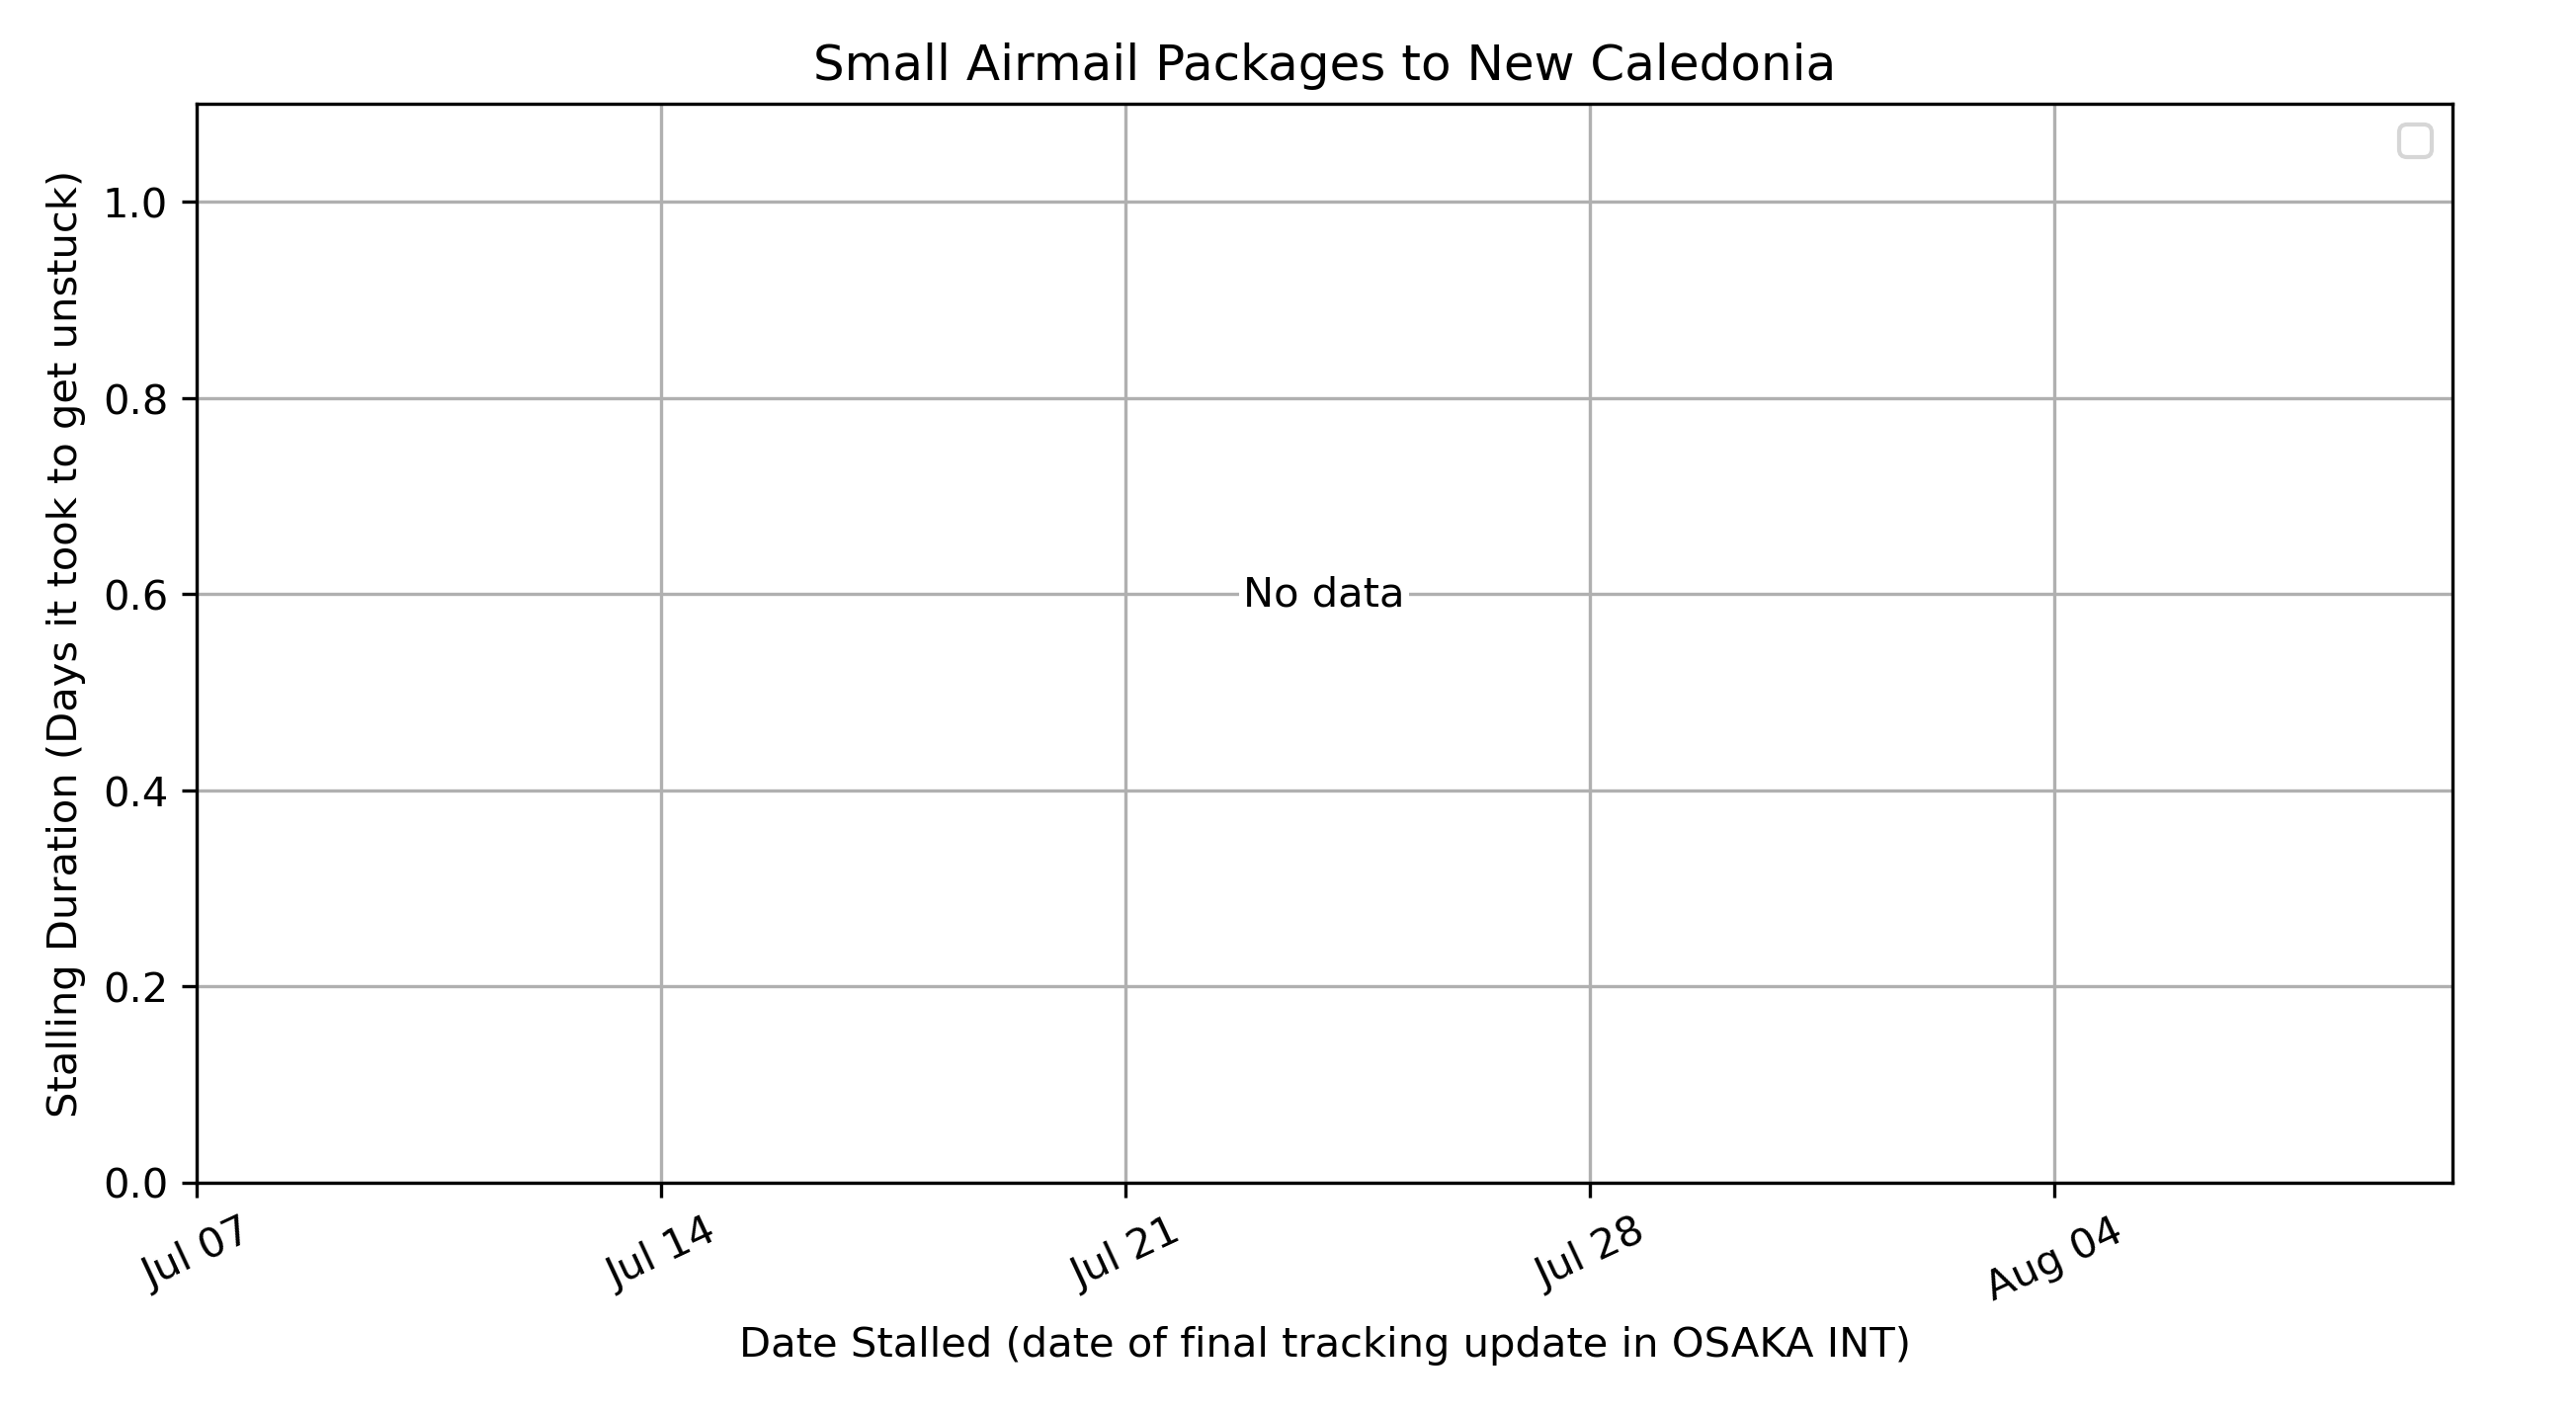 Small Airmail Packages to New Caledonia
Stalling Duration (Days it took to get unstuck)
1.0
0.8
0.6
0.4
0.2
0.0
No data
Jul 07
Jul 14
Jul 21
Jul 28
Aug 04
Date Stalled (date of final tracking update in OSAKA INT)